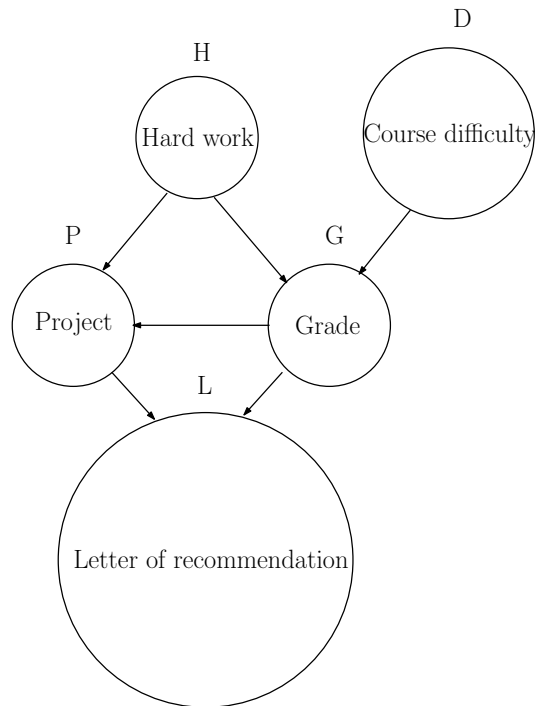 D
H
Hard work
Course difficulty
P
G
Project
Grade
L
Letter of recommendation